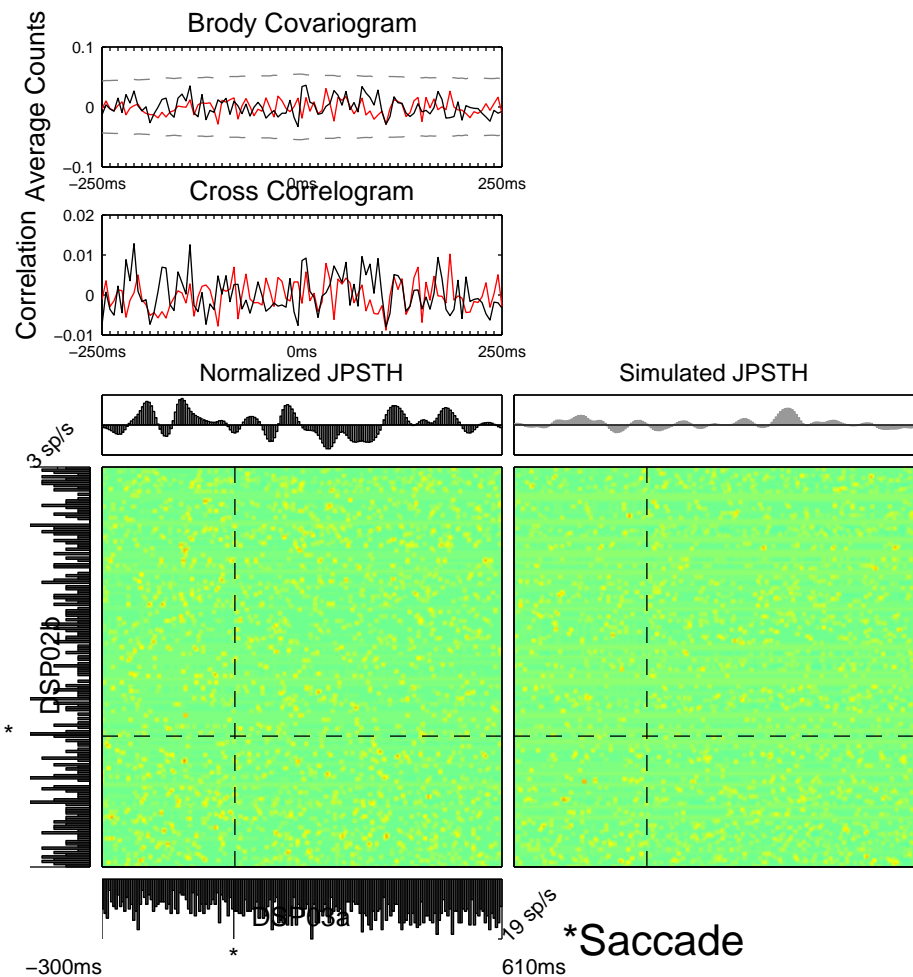 Brody Covariogram
Average Counts
0.1
0
−0.1
−250ms
0ms
250ms
Cross Correlogram
Correlation
0.02
0.01
0
−0.01
−250ms
0ms
250ms
Normalized JPSTH
Simulated JPSTH
3 sp/s
DSP02b
*
DSP03a
19 sp/s
*
*Saccade
−300ms
610ms